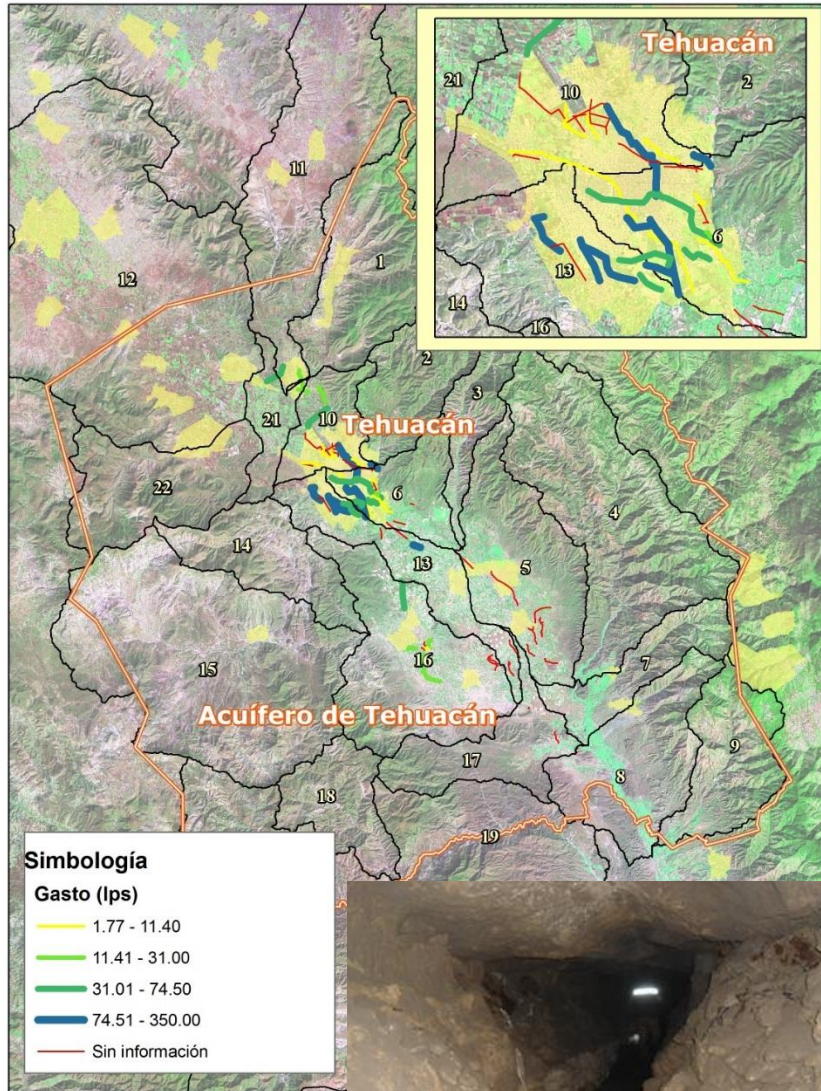 Tehuacán
21
10
2
6
13
14
16
11
12
1
2
3
21
10
Tehuacán
22
6
4
14
13
5
15
16
7
Acuífero de Tehuacán
9
17
8
18
19
Simbología
Gasto (lps)
1.77 - 11.40
11.41 - 31.00
31.01 - 74.50
74.51 - 350.00
Sin información